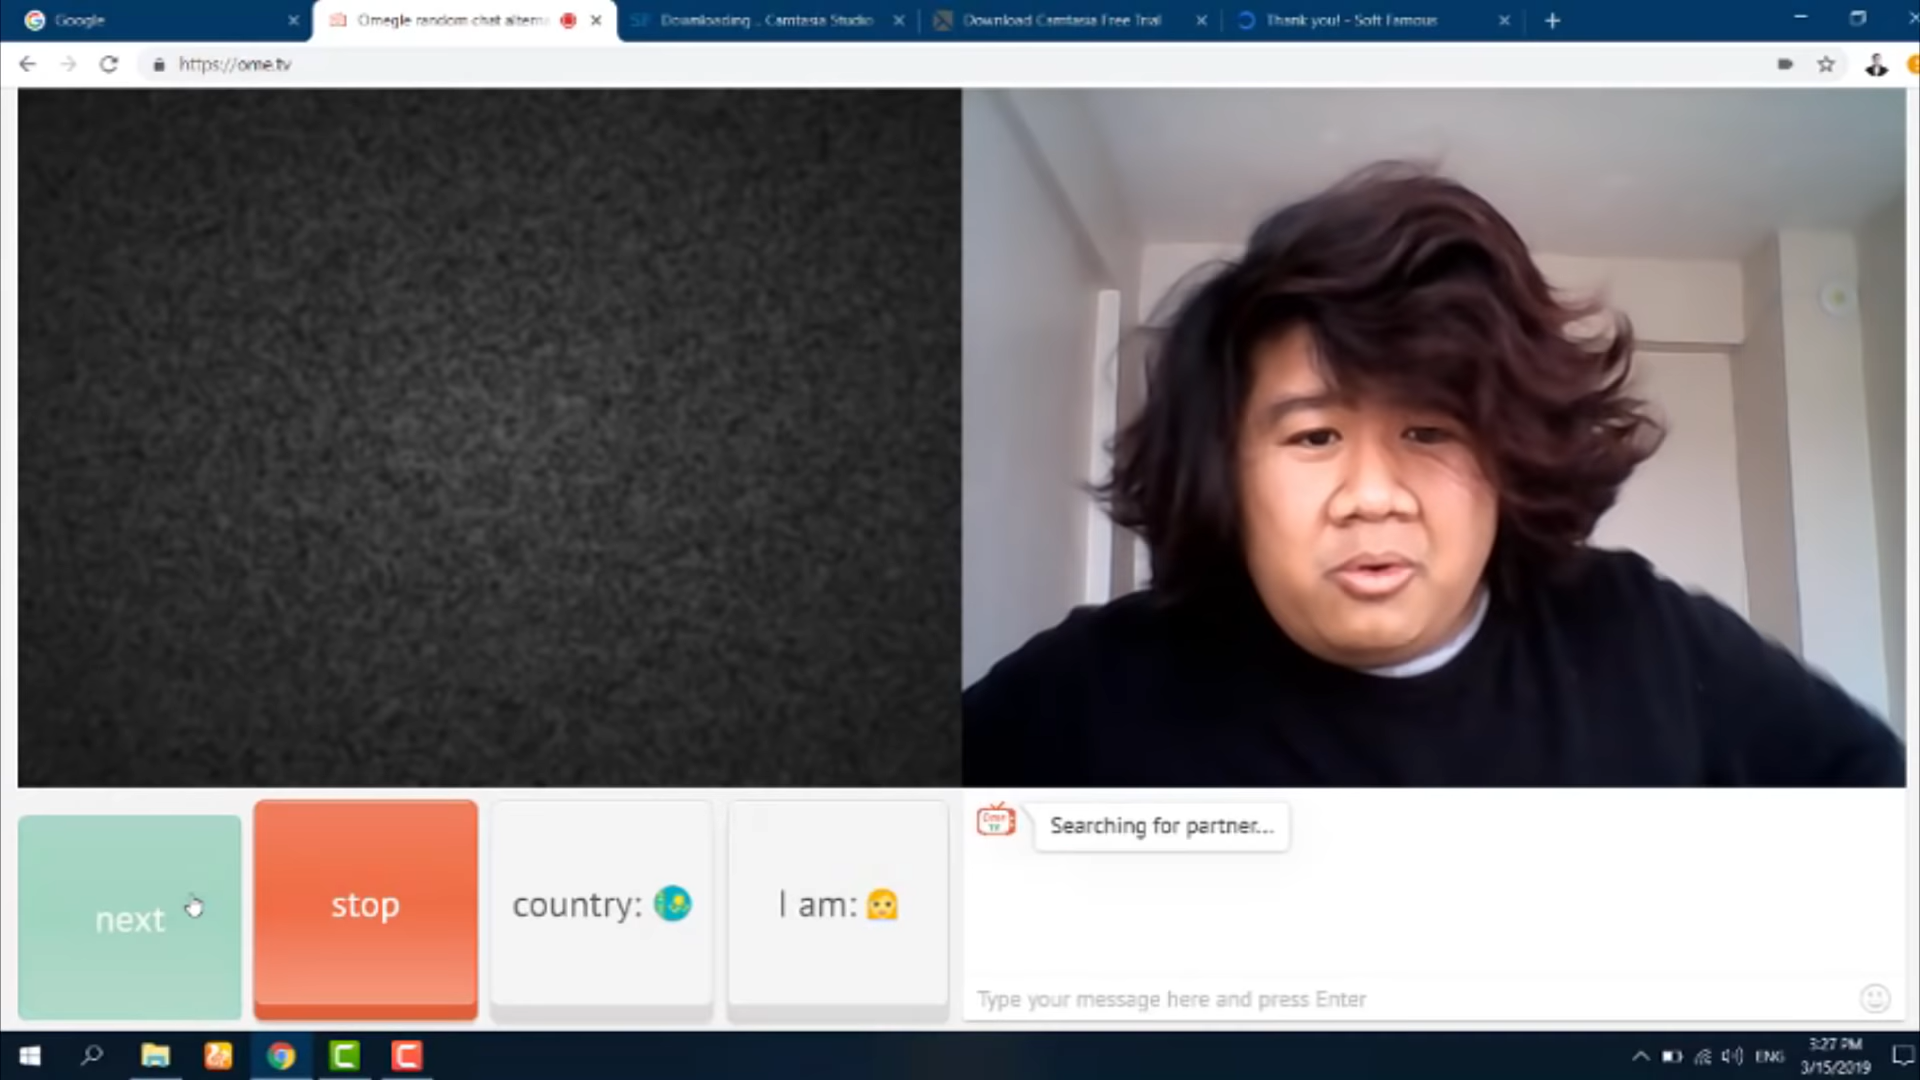 Google
Omegle random chat alterna
Downloading .. Camtasia Studio
Download Camtasia Free Trial
Thank you! - Soft Famous
https://ome.tv
Searching for partner...
next
stop
country:
I am:
Type your message here and press Enter
ENG
3:27 PM
3/15/2019